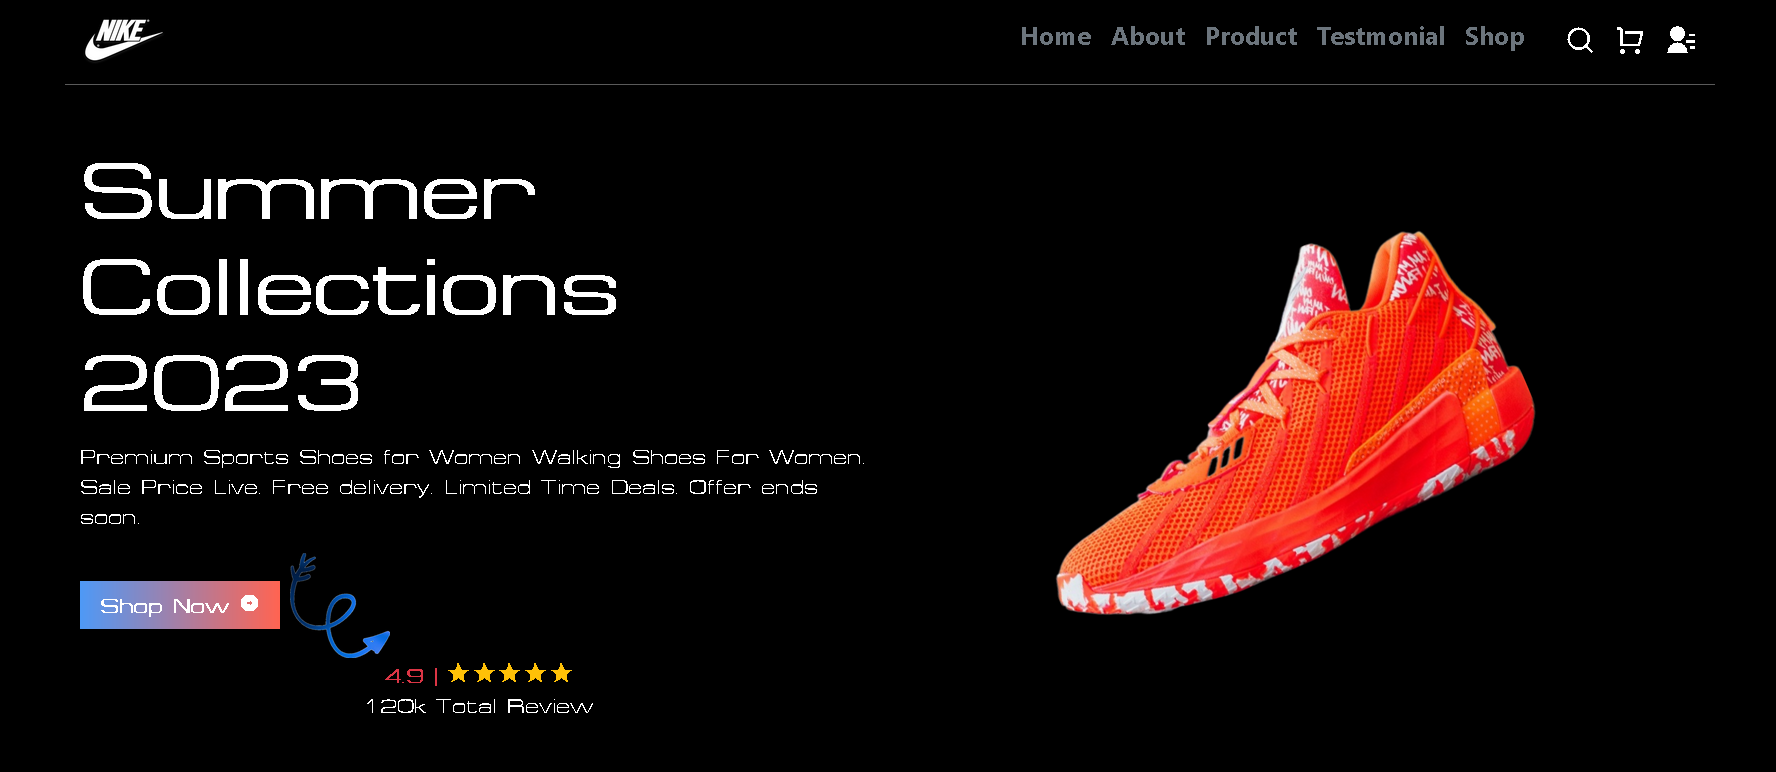 NIKE
Home About Product Testmonial Shop
Summer
Collections
2023
Premium Sports Shoes for Women Walking Shoes For Women.
Sale Price Live. Free delivery. Limited Time Deals. Offer ends
soon.
Shop Now
4.9 |
120k Total Review